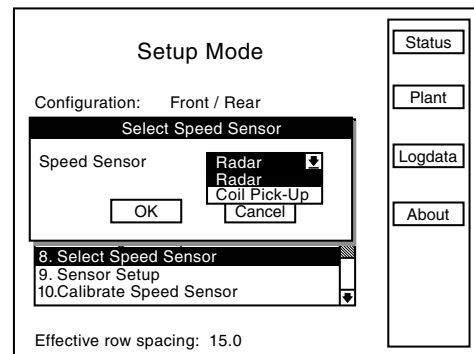 Setup Mode
Configuration: Front / Rear
Select Speed Sensor
Speed Sensor Radar
Radar
Coil Pick-Up
OK Cancel
8. Select Speed Sensor
9. Sensor Setup
10.Calibrate Speed Sensor
Effective row spacing: 15.0
Status
Plant
Logdata
About